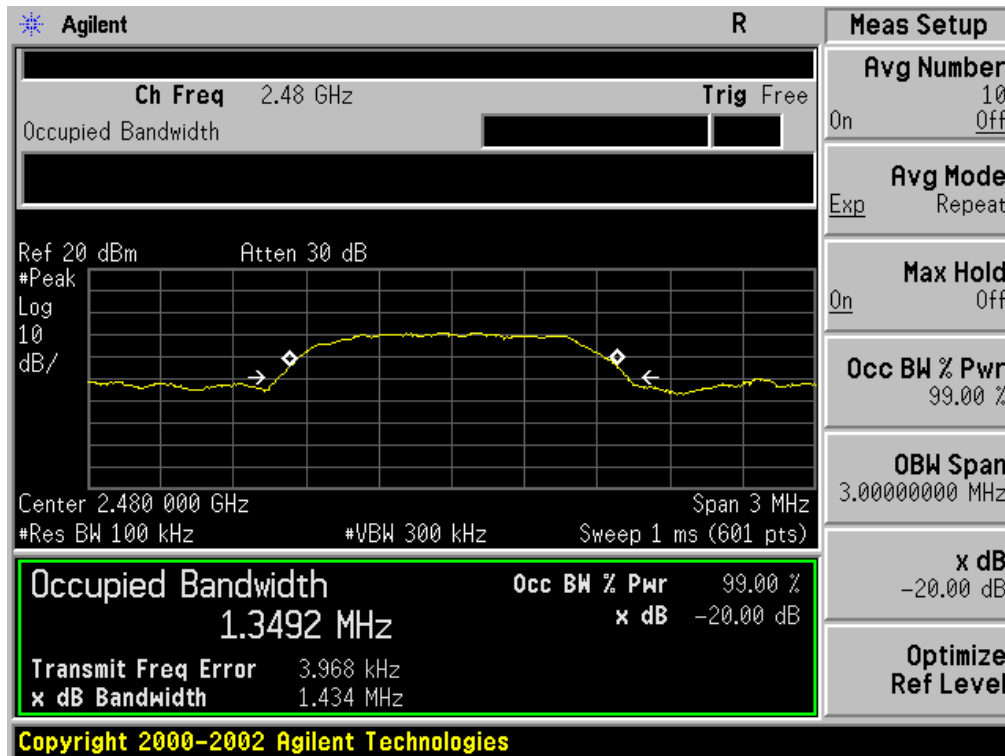 Agilent R Meas Setup
Ch Freq 2.48 GHz Trig Free
Occupied Bandwidth
Ref 20 dBm Atten 30 dB
#Peak
Log
10
dB/
Center 2.480 000 GHz Span 3 MHz
#Res BW 100 kHz #VBW 300 kHz Sweep 1 ms (601 pts)
Occupied Bandwidth
1.3492 MHz
Occ BW % Pwr 99.00 %
x dB -20.00 dB
Transmit Freq Error 3.968 kHz
x dB Bandwidth 1.434 MHz
Avg Number
10
On Off
Avg Mode
Exp Repeat
Max Hold
On Off
Occ BW % Pwr
99.00 %
OBW Span
3.00000000 MHz
x dB
-20.00 dB
Optimize
Ref Level
Copyright 2000-2002 Agilent Technologies